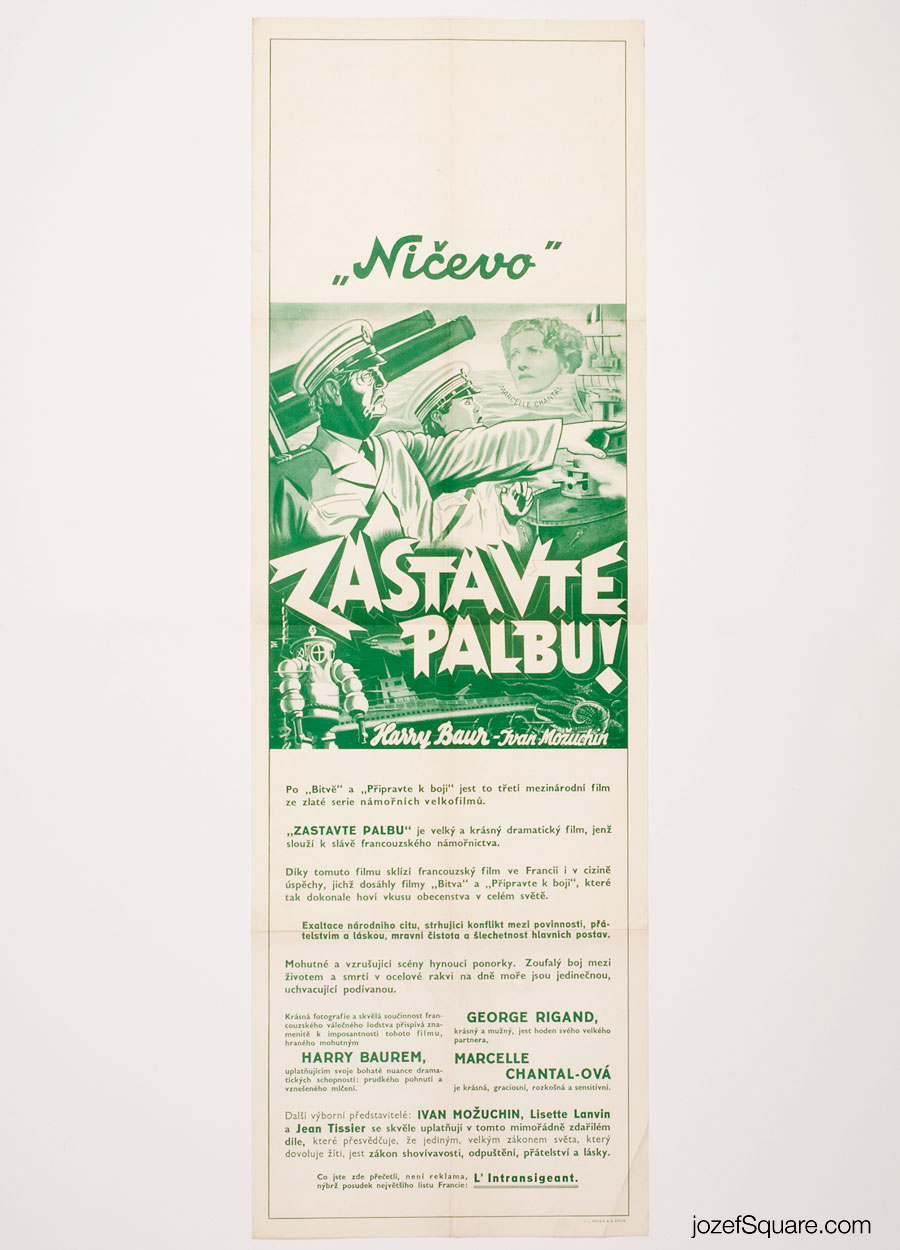 „Ničevo”
MARCELLE CHANTAL
ZASTAVTE
PALBU!
Harry Baur - Ivan Možuchin
Po „Bitvě“ a „Připravte k boji“ jest to třetí mezinárodní film
ze zlaté serie námořních velkofilmů.
„ZASTAVTE PALBU“ je velký a krásný dramatický film, jenž
slouží k slávě francouzského námořnictva.
Díky tomuto filmu sklízí francouzský film ve Francii i v cizině
úspěchy, jichž dosáhly filmy „Bitva“ a „Připravte k boji“, které
tak dokonale hoví vkusu obecenstva v celém světě.
Exaltace národního citu, strhující konflikt mezi povinností, přá-
telstvím a láskou, mravní čistota a šlechetnost hlavních postav.
Mohutné a vzrušující scény hynoucí ponorky. Zoufalý boj mezi
životem a smrtí v ocelové rakvi na dně moře jsou jedinečnou,
uchvacující podívanou.
Krásná fotografie a skvělá součinnost fran-
couzského válečného loďstva přispívá zna-
menitě k imposantnosti tohoto filmu,
hraného mohutným
HARRY BAUREM,
uplatňujícím svoje bohaté nuance drama-
tických schopností: prudkého pohnutí a
vznešeného mlčení.
GEORGE RIGAND,
krásný a mužný, jest hoden svého velkého
partnera,
MARCELLE
CHANTAL-OVÁ
je krásná, graciosní, rozkošná a sensitivní.
Další výborní představitelé: IVAN MOŽUCHIN, Lisette Lanvin
a Jean Tissier se skvěle uplatňují v tomto mimořádně zdařilém
díle, které přesvědčuje, že jediným, velkým zákonem světa, který
dovoluje žíti, jest zákon shovívavosti, odpuštění, přátelství a lásky.
Co jste zde přečetli, není reklama,
nýbrž posudek největšího listu Francie: L' Intransigeant.
jozefSquare.com